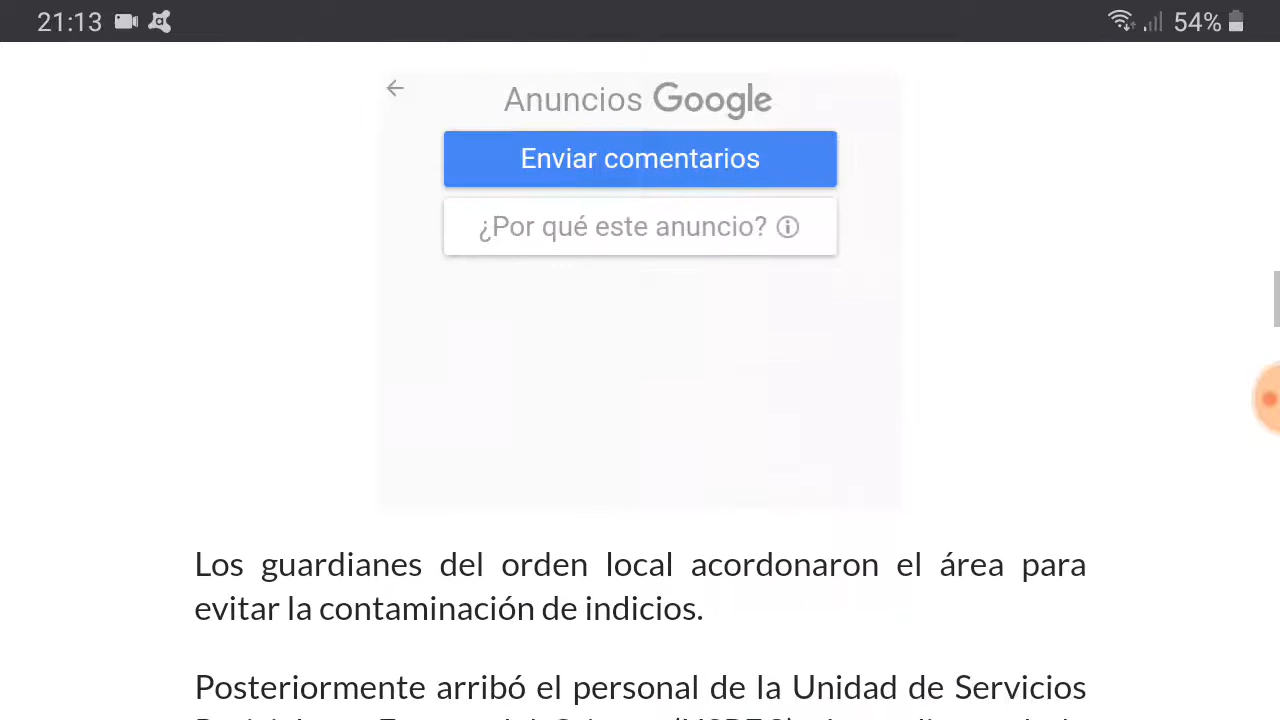 21:13 54%
Anuncios Google
Enviar comentarios
¿Por qué este anuncio?
Los guardianes del orden local acordonaron el área para
evitar la contaminación de indicios.
Posteriormente arribó el personal de la Unidad de Servicios